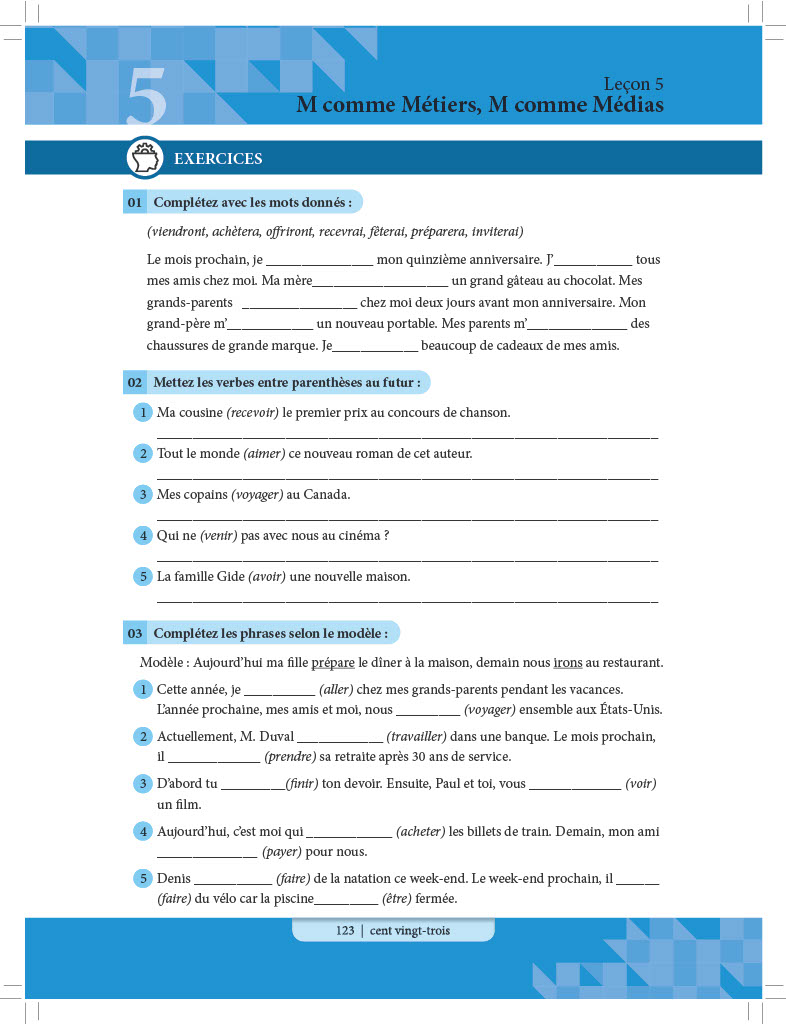 5
Leçon 5
M comme Métiers, M comme Médias
EXERCICES
01 Complétez avec les mots donnés :
(viendront, achètera, offriront, recevrai, fêterai, préparera, inviterai)
Le mois prochain, je _______________ mon quinzième anniversaire. J’___________ tous
mes amis chez moi. Ma mère___________________ un grand gâteau au chocolat. Mes
grands-parents ________________ chez moi deux jours avant mon anniversaire. Mon
grand-père m’____________ un nouveau portable. Mes parents m’______________ des
chaussures de grande marque. Je____________ beaucoup de cadeaux de mes amis.
02 Mettez les verbes entre parenthèses au futur :
1 Ma cousine (recevoir) le premier prix au concours de chanson.
______________________________________________________________________
2 Tout le monde (aimer) ce nouveau roman de cet auteur.
______________________________________________________________________
3 Mes copains (voyager) au Canada.
______________________________________________________________________
4 Qui ne (venir) pas avec nous au cinéma ?
______________________________________________________________________
5 La famille Gide (avoir) une nouvelle maison.
______________________________________________________________________
03 Complétez les phrases selon le modèle :
Modèle : Aujourd’hui ma fille prépare le dîner à la maison, demain nous irons au restaurant.
1 Cette année, je __________ (aller) chez mes grands-parents pendant les vacances.
L’année prochaine, mes amis et moi, nous _________ (voyager) ensemble aux États-Unis.
2 Actuellement, M. Duval ____________ (travailler) dans une banque. Le mois prochain,
il _____________ (prendre) sa retraite après 30 ans de service.
3 D’abord tu _________(finir) ton devoir. Ensuite, Paul et toi, vous _____________ (voir)
un film.
4 Aujourd’hui, c’est moi qui ____________ (acheter) les billets de train. Demain, mon ami
______________ (payer) pour nous.
5 Denis ___________ (faire) de la natation ce week-end. Le week-end prochain, il ______
(faire) du vélo car la piscine_________ (être) fermée.
123 | cent vingt-trois